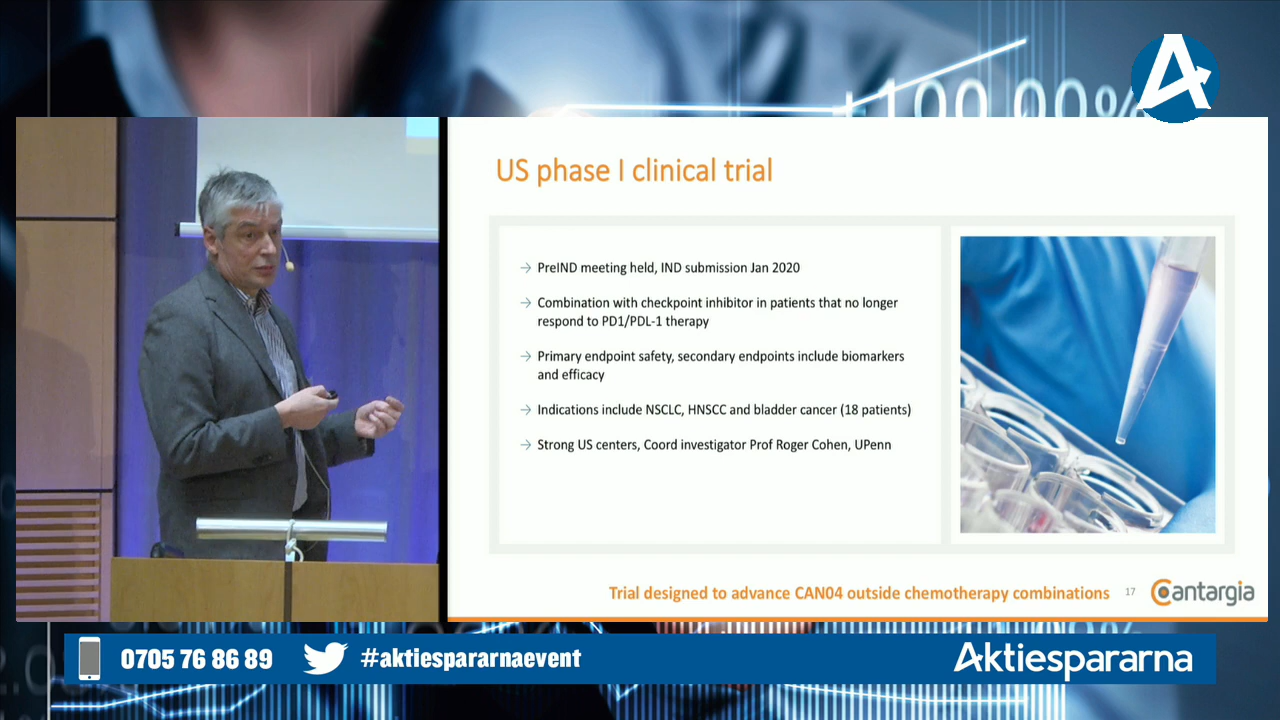 +100,00%
US phase I clinical trial
PreIND meeting held, IND submission Jan 2020
Combination with checkpoint inhibitor in patients that no longer
respond to PD1/PDL-1 therapy
Primary endpoint safety, secondary endpoints include biomarkers
and efficacy
Indications include NSCLC, HNSCC and bladder cancer (18 patients)
Strong US centers, Coord investigator Prof Roger Cohen, UPenn
Trial designed to advance CAN04 outside chemotherapy combinations
17
Cantargia
0705 76 86 89
#aktiespararnaevent
Aktiespararna